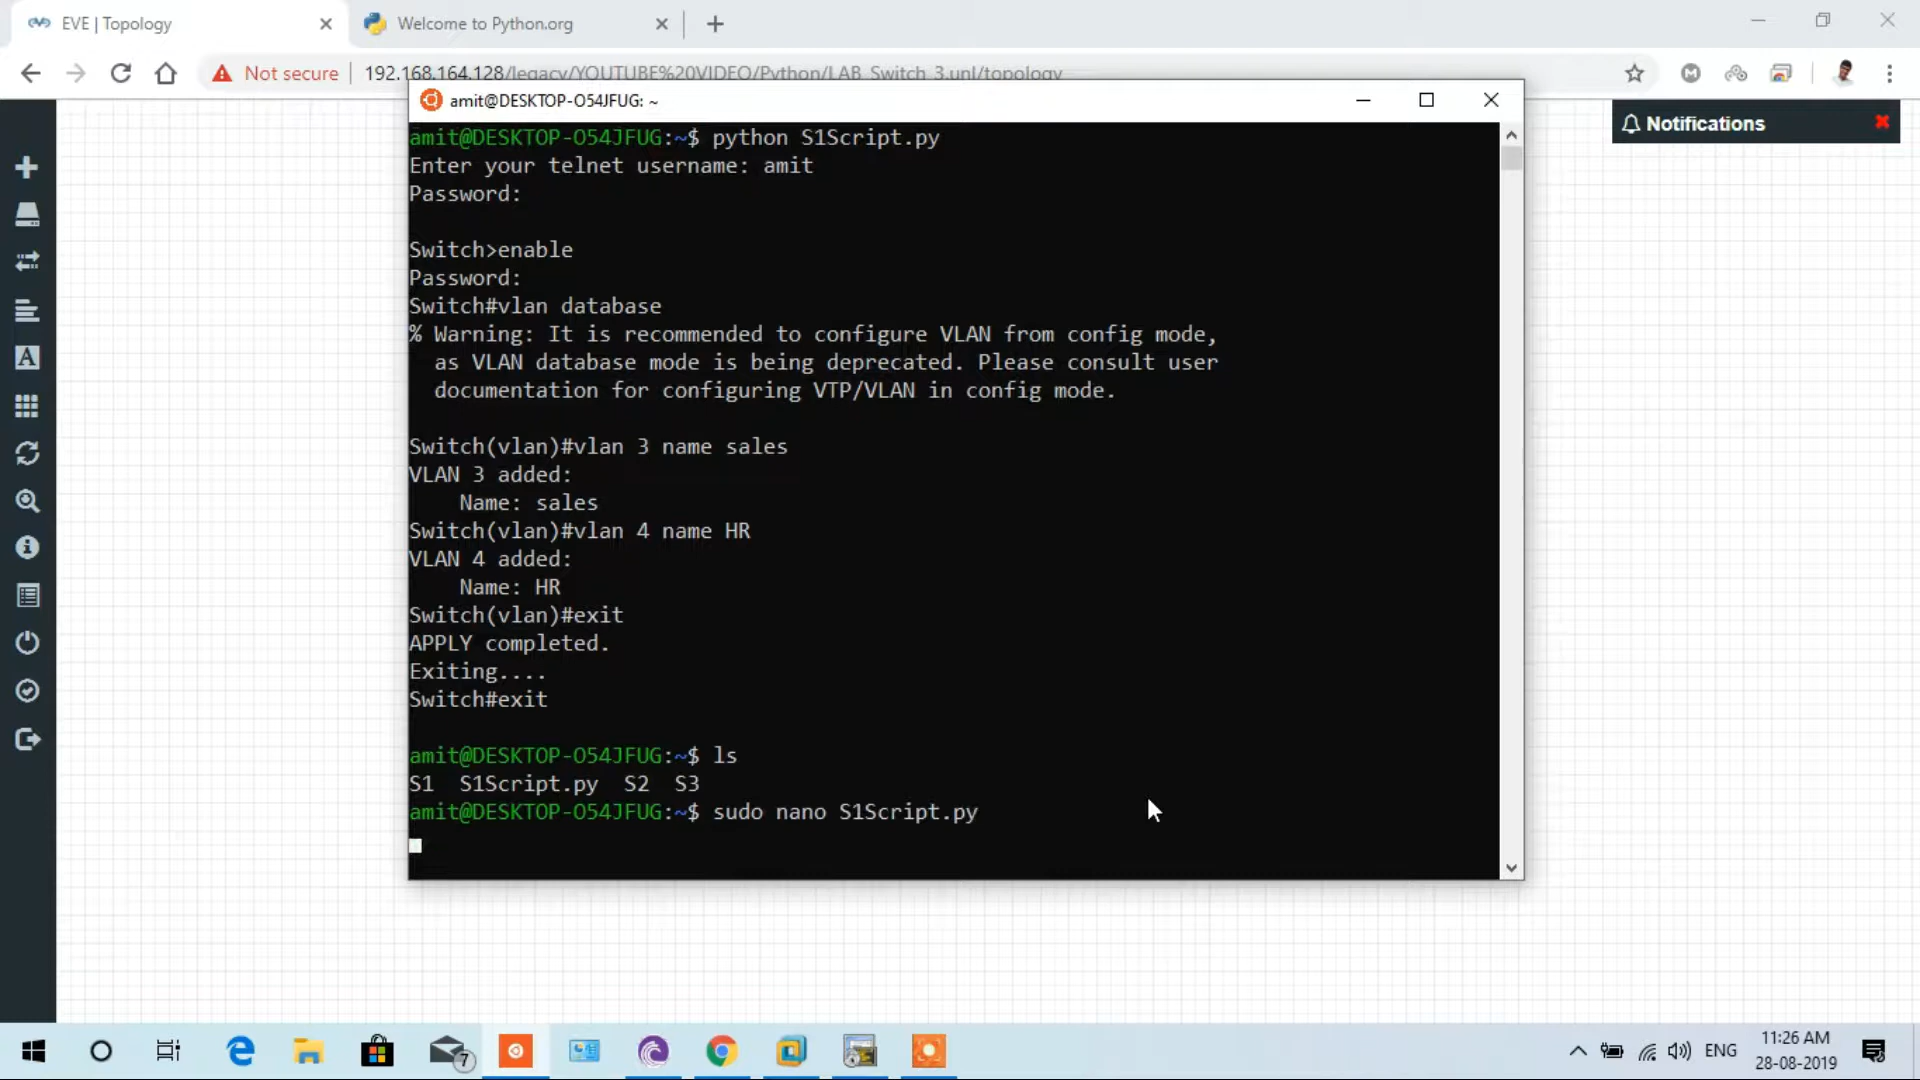 EVE | Topology
Welcome to Python.org
Not secure
192.168.164.128/legacy/YOUTUBE%20VIDEO/Python/LAB_Switch_3.unl/topology
amit@DESKTOP-O54JFUG: ~
Notifications
amit@DESKTOP-O54JFUG:~$ python S1Script.py
Enter your telnet username: amit
Password:
Switch>enable
Password:
Switch#vlan database
% Warning: It is recommended to configure VLAN from config mode,
as VLAN database mode is being deprecated. Please consult user
documentation for configuring VTP/VLAN in config mode.
Switch(vlan)#vlan 3 name sales
VLAN 3 added:
Name: sales
Switch(vlan)#vlan 4 name HR
VLAN 4 added:
Name: HR
Switch(vlan)#exit
APPLY completed.
Exiting....
Switch#exit
amit@DESKTOP-O54JFUG:~$ ls
S1 S1Script.py S2 S3
amit@DESKTOP-O54JFUG:~$ sudo nano S1Script.py
7
ENG
11:26 AM
28-08-2019